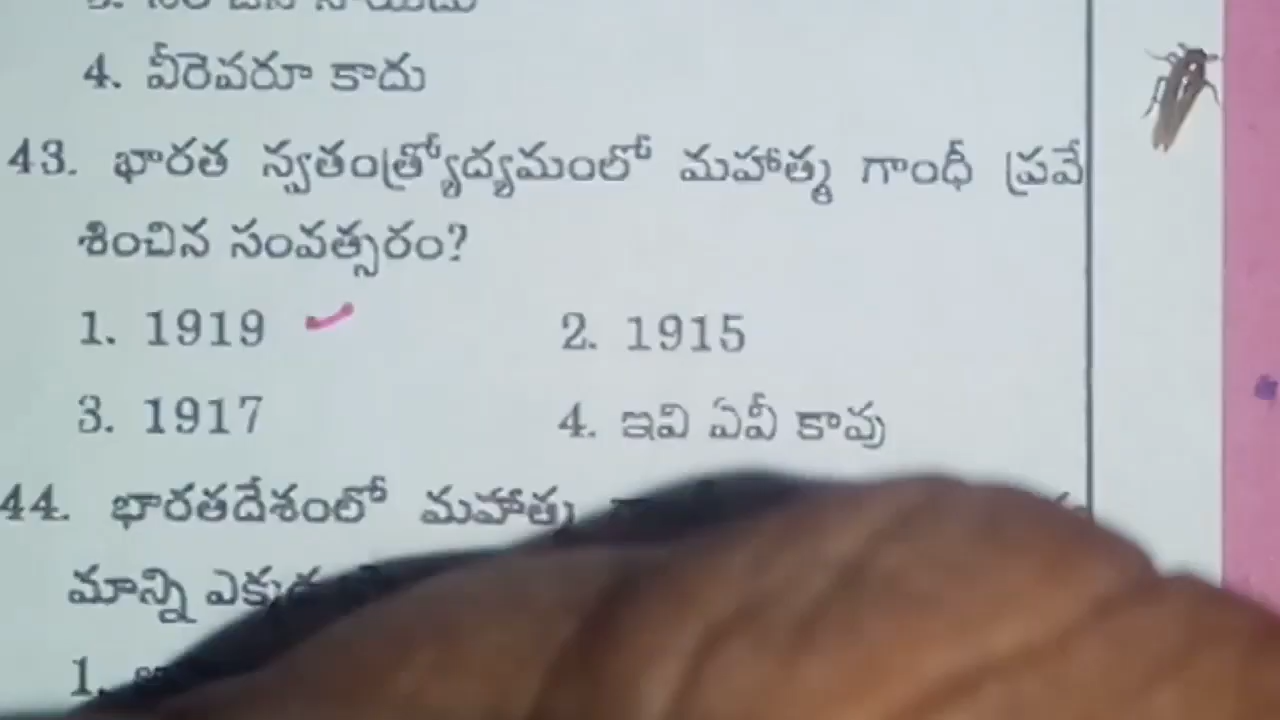 4. వీరెవరూ కాదు
43. భారత స్వతంత్ర్యోద్యమంలో మహాత్మ గాంధీ ప్రవే
శించిన సంవత్సరం?
1. 1919 2. 1915
3. 1917 4. ఇవి ఏవీ కావు
44. భారతదేశంలో మహాత్మ
మాన్ని
1.